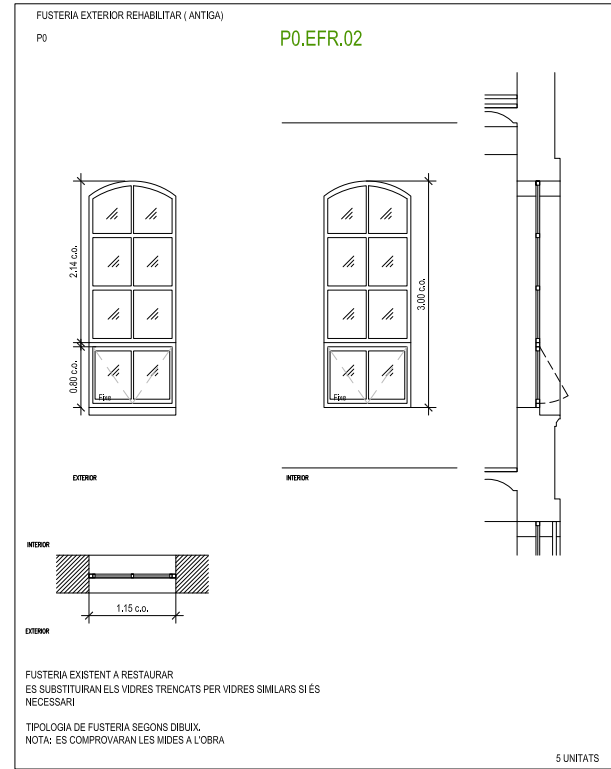 FUSTERIA EXTERIOR REHABILITAR ( ANTIGA)
P0
P0.EFR.02
2.14 c.o.
0.80 c.o.
Fixe
3.00 c.o.
Fixe
EXTERIOR
INTERIOR
INTERIOR
1.15 c.o.
EXTERIOR
FUSTERIA EXISTENT A RESTAURAR
ES SUBSTITUIRAN ELS VIDRES TRENCATS PER VIDRES SIMILARS SI ÉS
NECESSARI
TIPOLOGIA DE FUSTERIA SEGONS DIBUIX.
NOTA: ES COMPROVARAN LES MIDES A L'OBRA
5 UNITATS